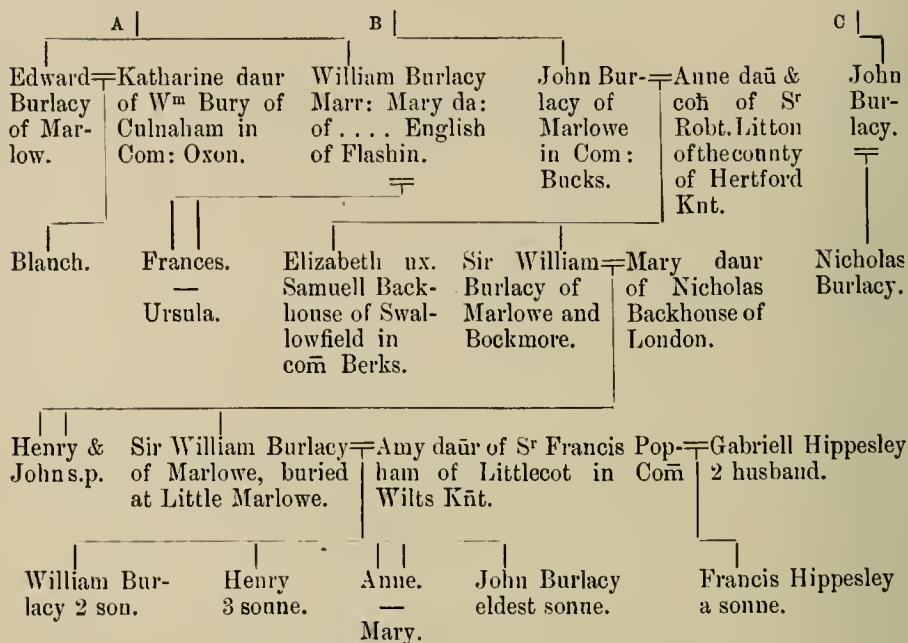 A
B
C
Edward
Burlacy
of Mar-
low.
Katharine daur
of Wᵐ Bury of
Culnaham in
Com: Oxon.
William Burlacy
Marr: Mary da:
of .... English
of Flashin.
John Bur-
lacy of
Marlowe
in Com:
Bucks.
Anne daū &
coħ of Sʳ
Robt. Litton
of the county
of Hertford
Knt.
John
Bur-
lacy.
Blanch.
Frances.
—
Ursula.
Elizabeth ux.
Samuell Back-
house of Swal-
lowfield in
com̄ Berks.
Sir William
Burlacy of
Marlowe and
Bockmore.
Mary daur
of Nicholas
Backhouse of
London.
Nicholas
Burlacy.
Henry &
John s.p.
Sir William Burlacy
of Marlowe, buried
at Little Marlowe.
Amy daūr of Sʳ Francis Pop-
ham of Littlecot in Com̄
Wilts Kn̄t.
Gabriell Hippesley
2 husband.
William Bur-
lacy 2 son.
Henry
3 sonne.
Anne.
—
Mary.
John Burlacy
eldest sonne.
Francis Hippesley
a sonne.